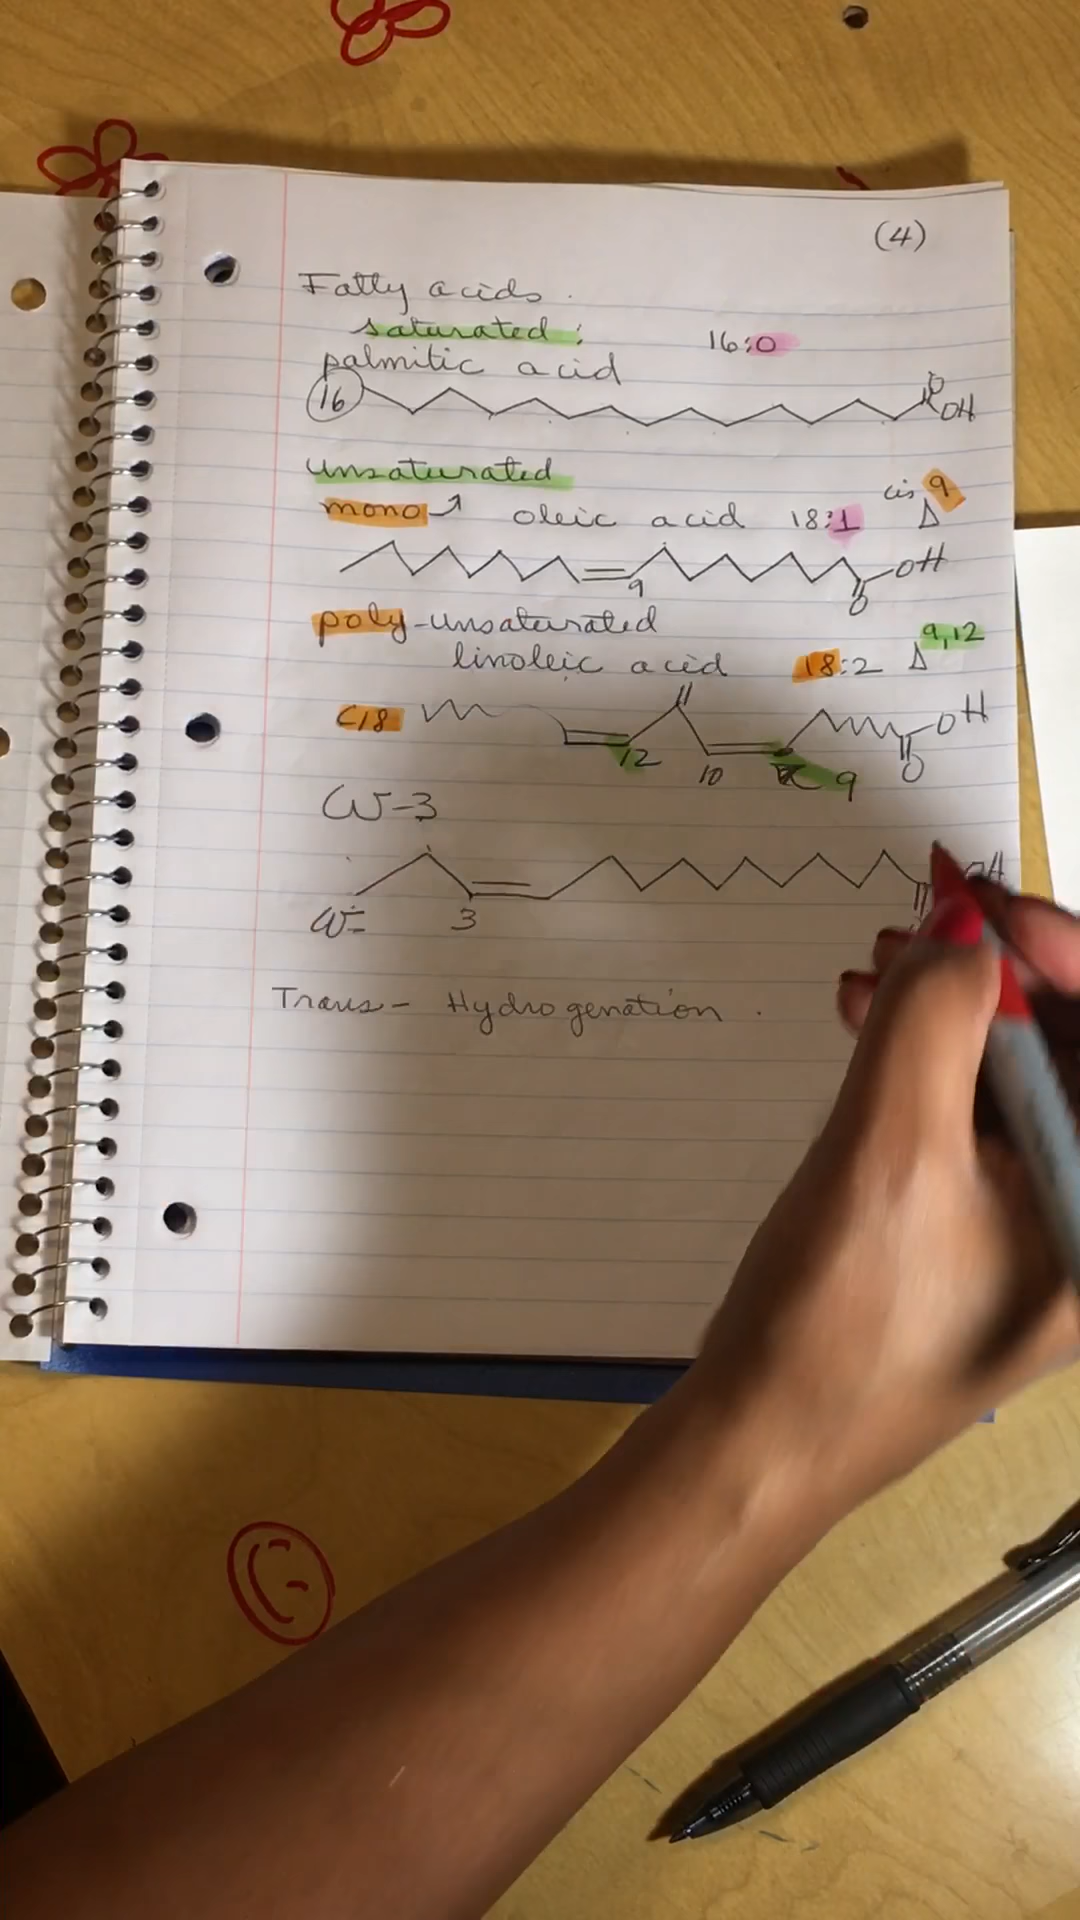 (4)
Fatty acids.
saturated: 16:0
palmitic acid
16 O OH
unsaturated
mono oleic acid 18:1 cis Δ 9
9 OH O
poly-unsaturated
linoleic acid 18:2 Δ 9,12
C18 12 10 9 OH O
ω-3
ω 3 OH
Trans- Hydrogenation.